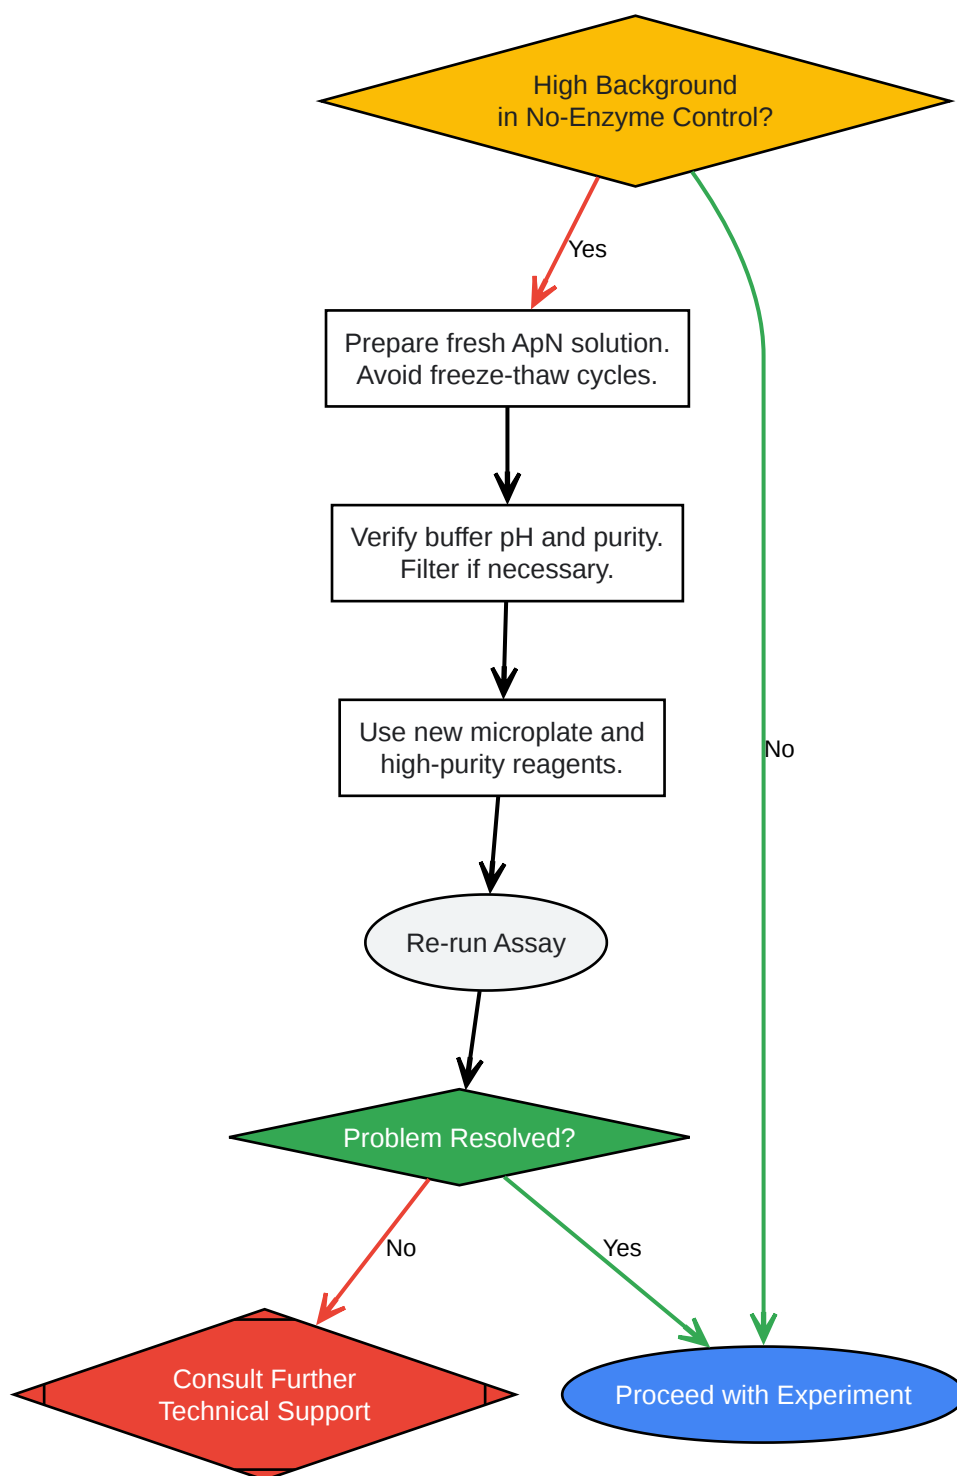 High Background
in No-Enzyme Control?
Yes
Prepare fresh ApN solution.
Avoid freeze-thaw cycles.
Verify buffer pH and purity.
Filter if necessary.
Use new microplate and
high-purity reagents.
No
Re-run Assay
Problem Resolved?
No
Yes
Consult Further
Technical Support
Proceed with Experiment